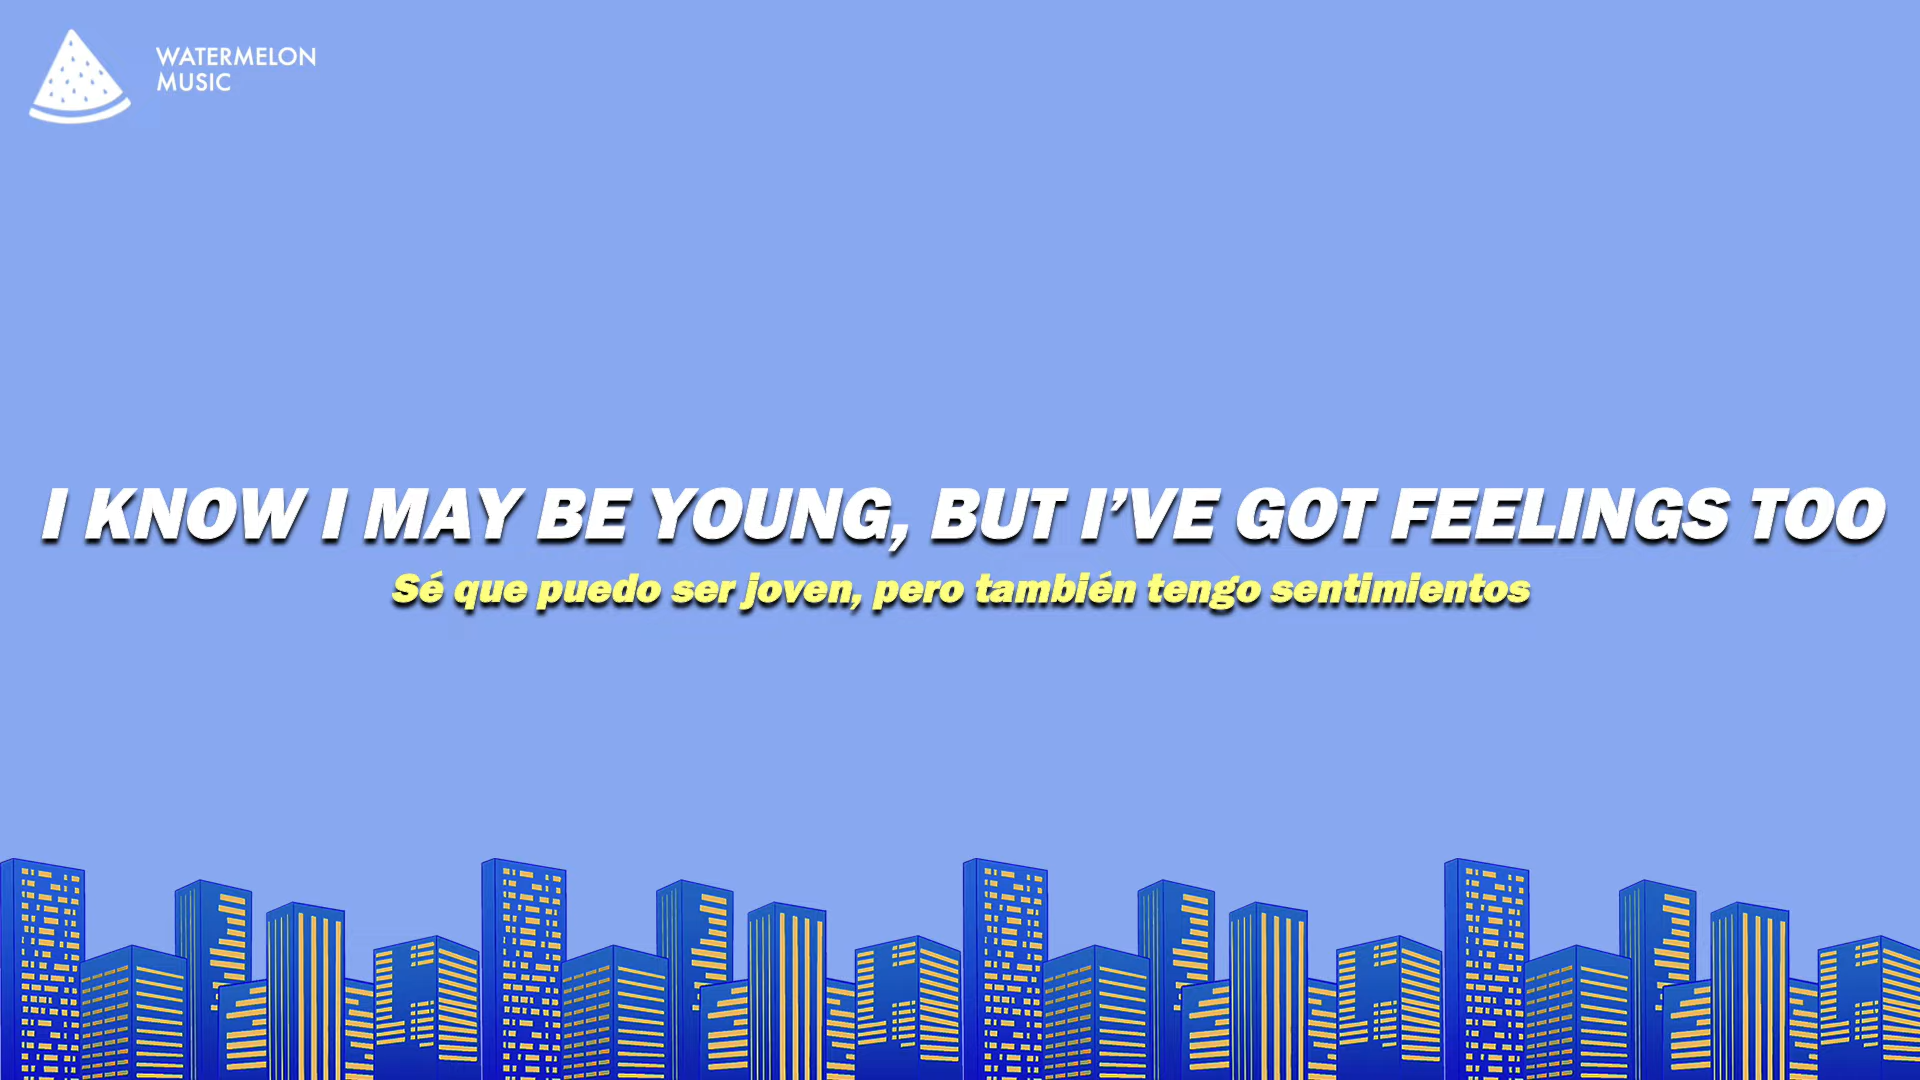 WATERMELON
MUSIC
I KNOW I MAY BE YOUNG, BUT I’VE GOT FEELINGS TOO
Sé que puedo ser joven, pero también tengo sentimientos